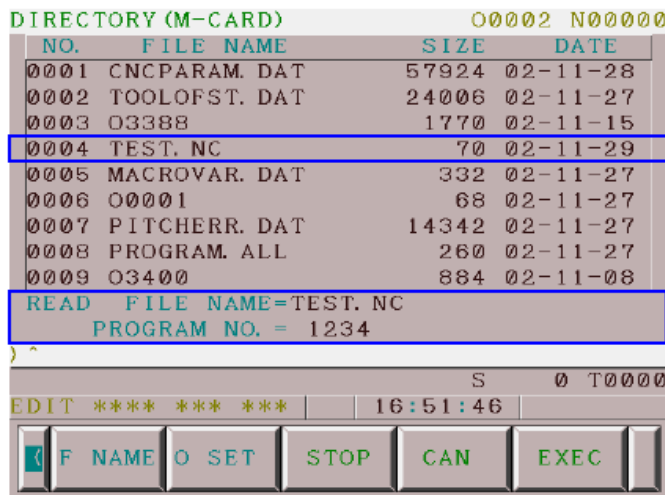 DIRECTORY (M-CARD) O0002 N00000
NO. FILE NAME SIZE DATE
0001 CNCPARAM. DAT 57924 02-11-28
0002 TOOLOFST. DAT 24006 02-11-27
0003 O3388 1770 02-11-15
0004 TEST. NC 70 02-11-29
0005 MACROVAR. DAT 332 02-11-27
0006 O0001 68 02-11-27
0007 PITCHERR. DAT 14342 02-11-27
0008 PROGRAM. ALL 260 02-11-27
0009 O3400 884 02-11-08
READ FILE NAME=TEST. NC
PROGRAM NO. = 1234
) ^
S 0 T0000
EDIT **** *** *** 16:51:46
( F NAME O SET STOP CAN EXEC